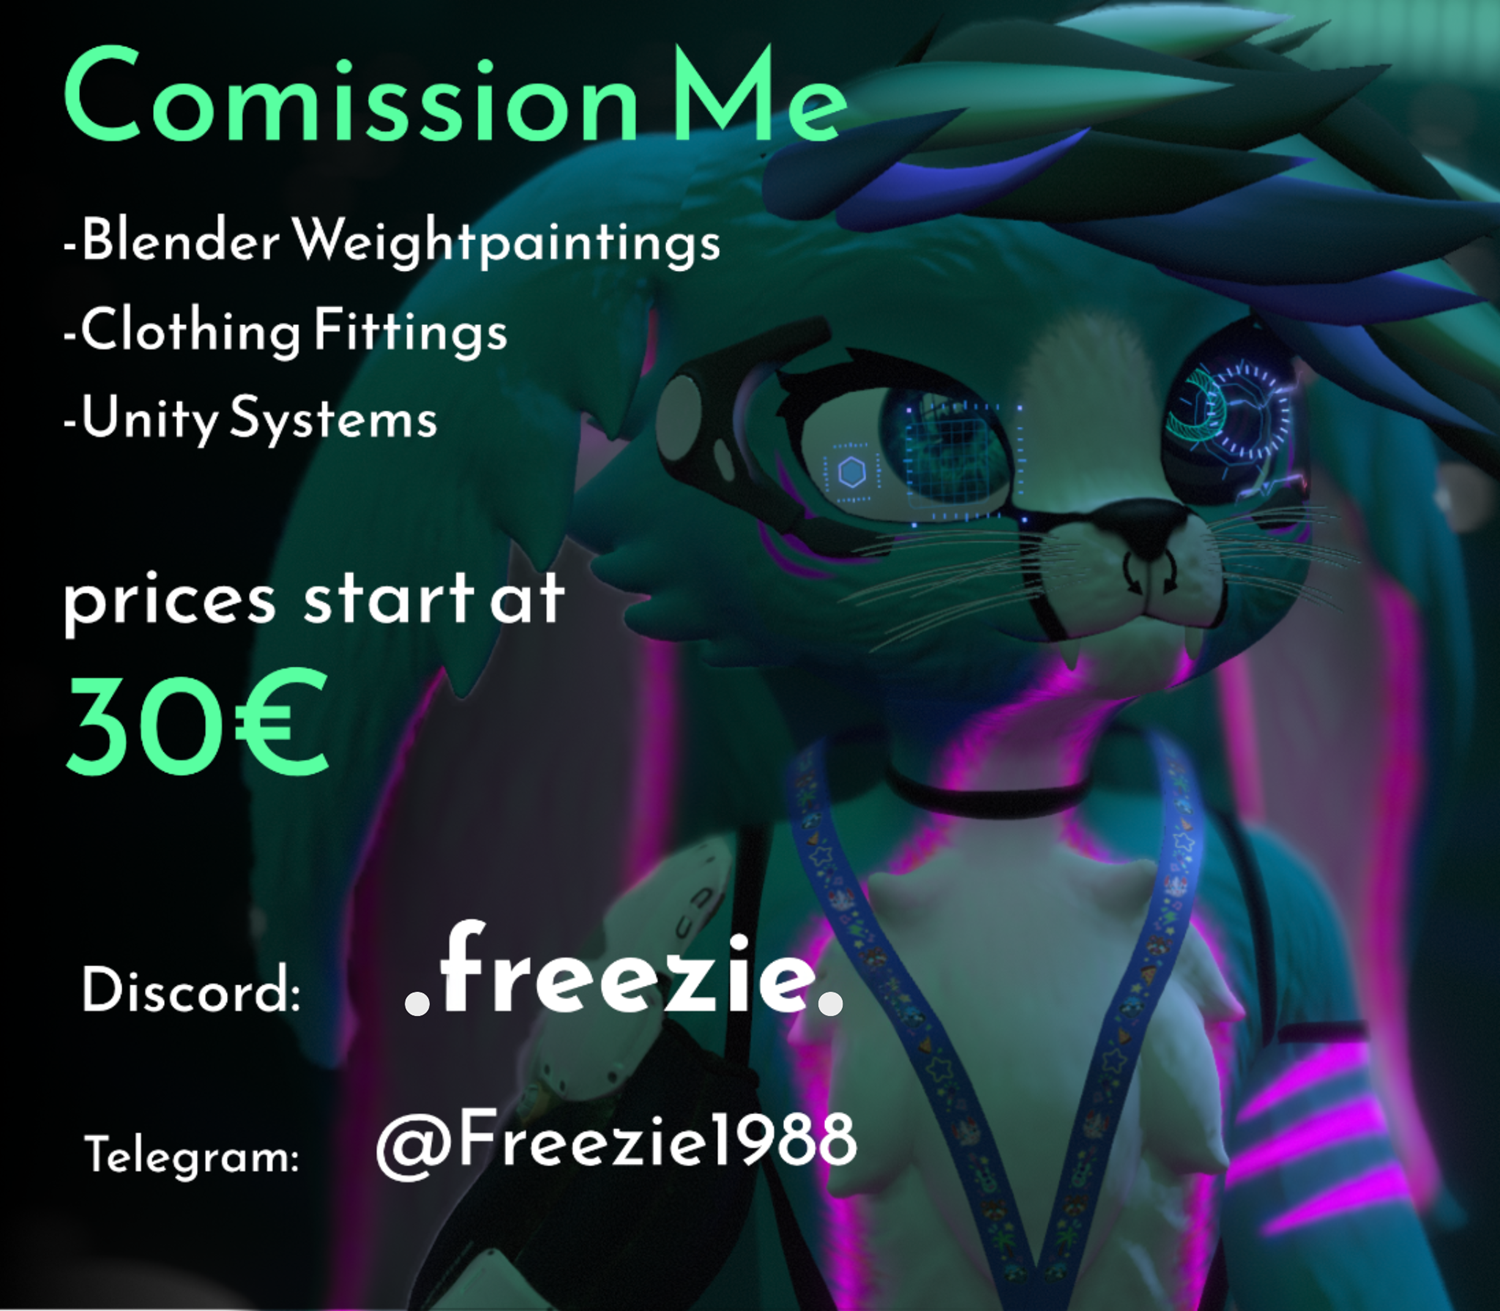 Comission Me
-Blender Weightpaintings
-Clothing Fittings
-Unity Systems
prices start at
30€
Discord: .freezie.
Telegram: @Freezie1988